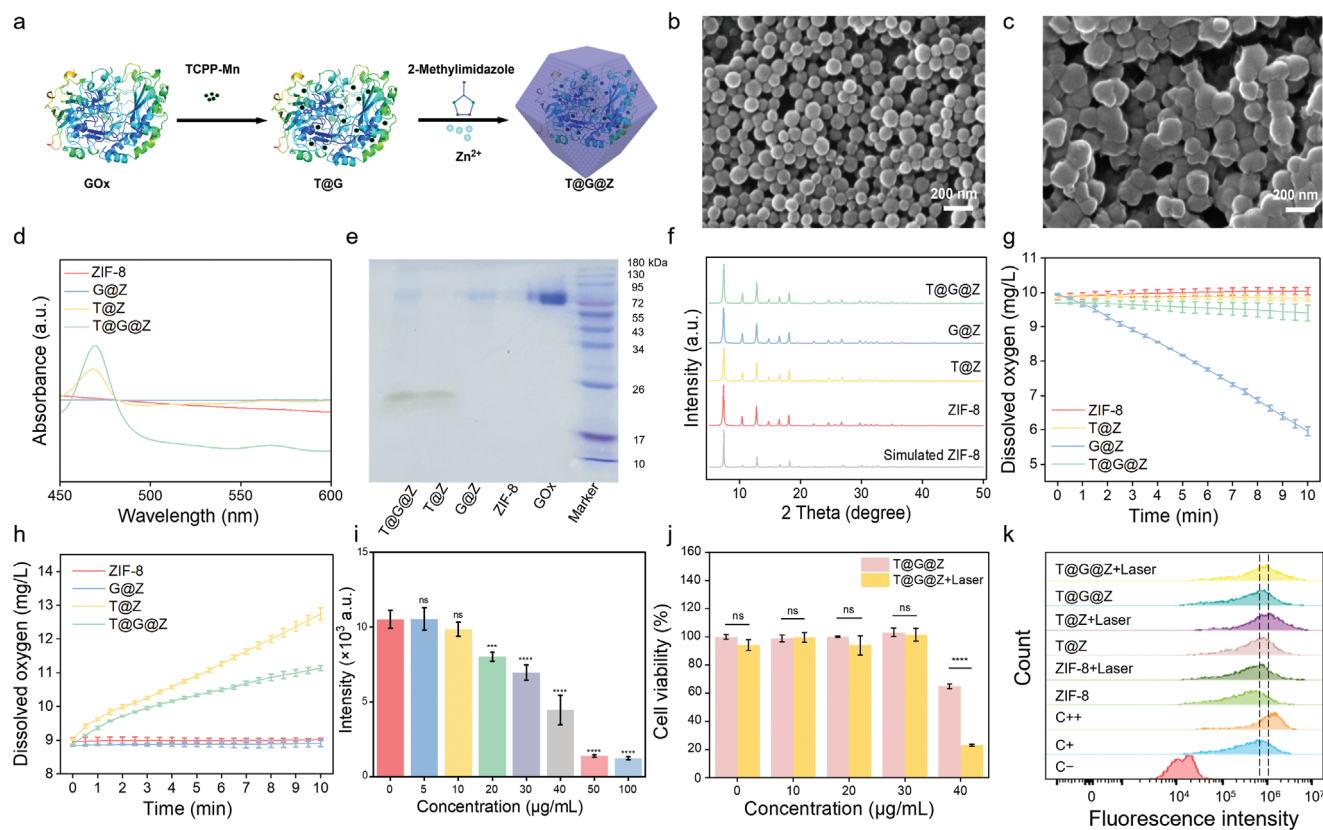 a
TCPP-Mn
2-Methylimidazole
Zn²⁺
GOx
T@G
T@G@Z
b
200 nm
c
200 nm
d
ZIF-8
G@Z
T@Z
T@G@Z
Absorbance (a.u.)
450 500 550 600
Wavelength (nm)
e
180 kDa
130
95
72
55
43
34
26
17
10
T@G@Z T@Z G@Z ZIF-8 GOx Marker
f
T@G@Z
G@Z
T@Z
ZIF-8
Simulated ZIF-8
Intensity (a.u.)
10 20 30 40 50
2 Theta (degree)
g
11
10
9
8
7
6
5
Dissolved oxygen (mg/L)
ZIF-8
T@Z
G@Z
T@G@Z
0 1 2 3 4 5 6 7 8 9 10
Time (min)
h
14
13
12
11
10
9
8
Dissolved oxygen (mg/L)
ZIF-8
G@Z
T@Z
T@G@Z
0 1 2 3 4 5 6 7 8 9 10
Time (min)
i
15
10
5
0
Intensity (×10³ a.u.)
ns ns *** **** **** **** ****
0 5 10 20 30 40 50 100
Concentration (μg/mL)
j
160
140
120
100
80
60
40
20
0
Cell viability (%)
T@G@Z
T@G@Z+Laser
ns ns ns ns ****
0 10 20 30 40
Concentration (μg/mL)
k
Count
T@G@Z+Laser
T@G@Z
T@Z+Laser
T@Z
ZIF-8+Laser
ZIF-8
C++
C+
C−
0 10⁴ 10⁵ 10⁶ 10⁷
Fluorescence intensity